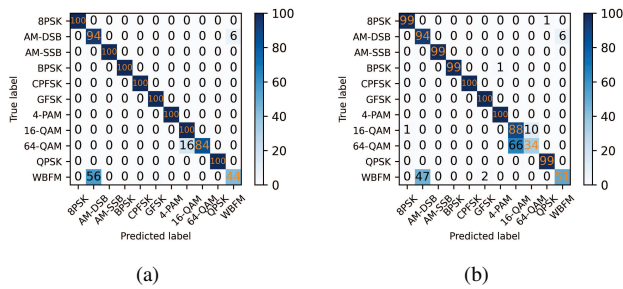 8PSK 100 0 0 0 0 0 0 0 0 0 0
AM-DSB 0 94 0 0 0 0 0 0 0 0 6
AM-SSB 0 0 100 0 0 0 0 0 0 0 0
BPSK 0 0 0 100 0 0 0 0 0 0 0
CPFSK 0 0 0 0 100 0 0 0 0 0 0
GFSK 0 0 0 0 0 100 0 0 0 0 0
4-PAM 0 0 0 0 0 0 100 0 0 0 0
16-QAM 0 0 0 0 0 0 0 100 0 0 0
64-QAM 0 0 0 0 0 0 0 16 84 0 0
QPSK 0 0 0 0 0 0 0 0 0 100 0
WBFM 0 56 0 0 0 0 0 0 0 0 44
True label
8PSK AM-DSB AM-SSB BPSK CPFSK GFSK 4-PAM 16-QAM 64-QAM QPSK WBFM
Predicted label
100
80
60
40
20
0
(a)
8PSK 99 0 0 0 0 0 0 0 0 1 0
AM-DSB 0 94 0 0 0 0 0 0 0 0 6
AM-SSB 0 0 99 0 0 0 0 0 0 0 0
BPSK 0 0 0 99 0 0 1 0 0 0 0
CPFSK 0 0 0 0 100 0 0 0 0 0 0
GFSK 0 0 0 0 0 100 0 0 0 0 0
4-PAM 0 0 0 0 0 0 100 0 0 0 0
16-QAM 1 0 0 0 0 0 0 88 10 0 0
64-QAM 0 0 0 0 0 0 0 66 34 0 0
QPSK 0 0 0 0 0 0 0 0 0 99 0
WBFM 0 47 0 0 0 2 0 0 0 0 51
True label
8PSK AM-DSB AM-SSB BPSK CPFSK GFSK 4-PAM 16-QAM 64-QAM QPSK WBFM
Predicted label
100
80
60
40
20
0
(b)